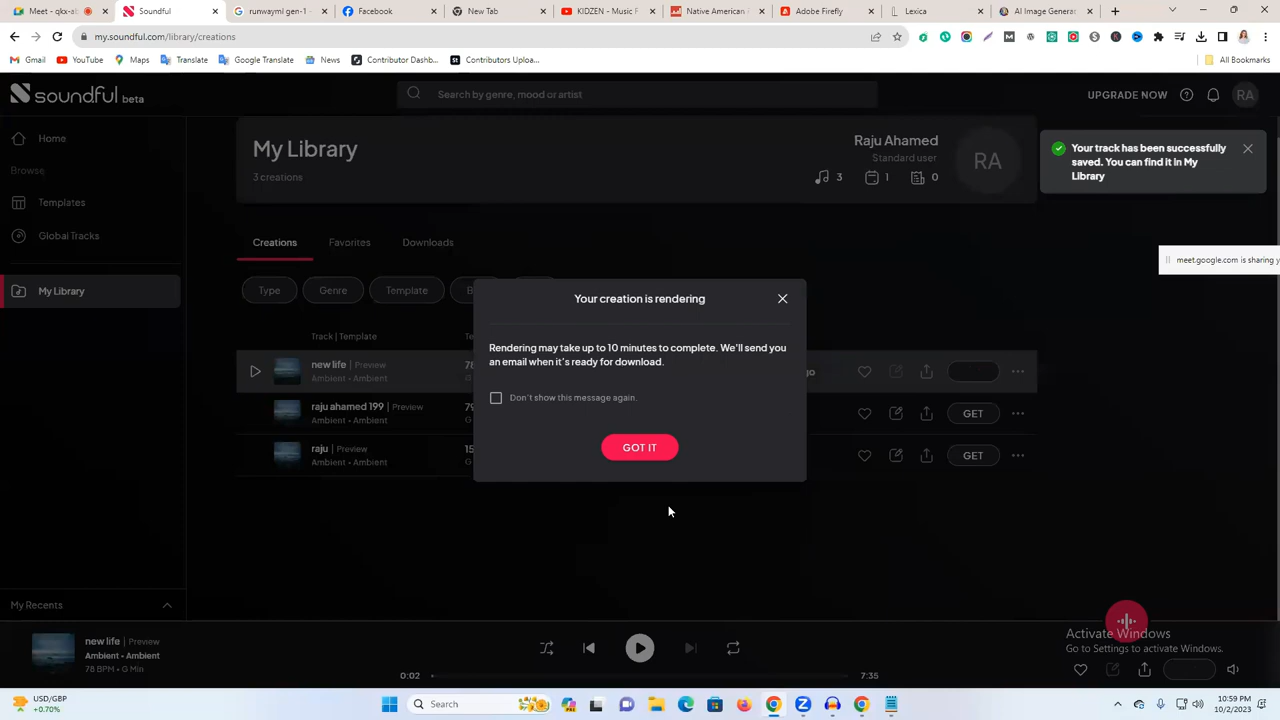 Meet - qkx-aid
Soundful
runwayml gen-1 -
Facebook
New Tab
KIDZEN - Music F
Native American F
Adobe Firefly
Lexica
AI Image Genera
my.soundful.com/library/creations
Gmail
YouTube
Maps
Translate
Google Translate
News
Contributor Dashb...
Contributors Uploa...
All Bookmarks
soundful beta
Search by genre, mood or artist
UPGRADE NOW
RA
Home
Browse
Templates
Global Tracks
My Library
My Library
3 creations
Raju Ahamed
Standard user
3
1
0
RA
Your track has been successfully
saved. You can find it in My
Library
meet.google.com is sharing y
Creations
Favorites
Downloads
Type
Genre
Template
B
Track | Template
Te
new life | Preview
Ambient • Ambient
78
G
go
raju ahamed 199 | Preview
Ambient • Ambient
79
G
GET
raju | Preview
Ambient • Ambient
15
G
GET
Your creation is rendering
Rendering may take up to 10 minutes to complete. We'll send you
an email when it's ready for download.
Don't show this message again.
GOT IT
My Recents
new life | Preview
Ambient • Ambient
78 BPM • G Min
0:02
7:35
Activate Windows
Go to Settings to activate Windows.
USD/GBP
+0.70%
Search
10:59 PM
10/2/2023